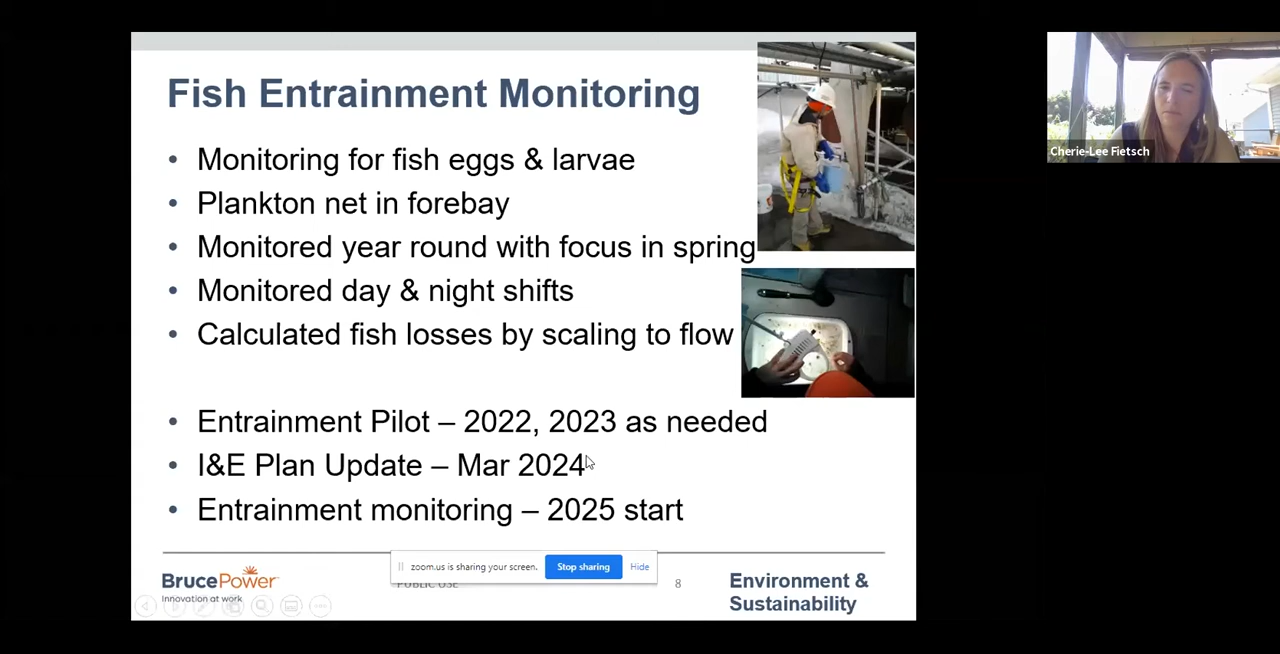 Fish Entrainment Monitoring
• Monitoring for fish eggs & larvae
• Plankton net in forebay
• Monitored year round with focus in spring
• Monitored day & night shifts
• Calculated fish losses by scaling to flow
• Entrainment Pilot – 2022, 2023 as needed
• I&E Plan Update – Mar 2024
• Entrainment monitoring – 2025 start
zoom.us is sharing your screen. Stop sharing Hide
BrucePower
Innovation at work
PUBLIC USE
8
Environment &
Sustainability
Cherie-Lee Fietsch